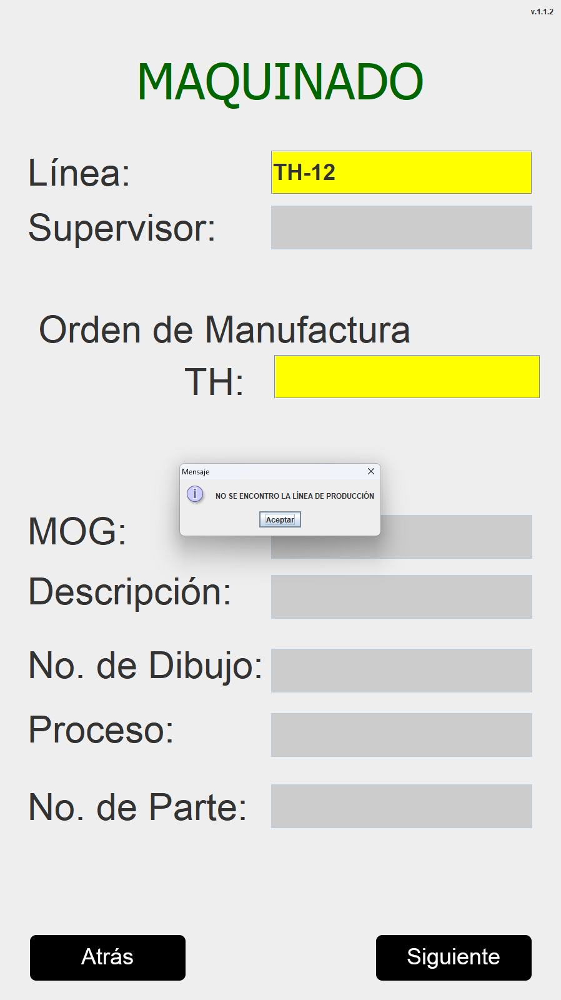 v.1.1.2
MAQUINADO
Línea:
TH-12
Supervisor:
Orden de Manufactura
TH:
Mensaje
NO SE ENCONTRO LA LÍNEA DE PRODUCCIÓN
Aceptar
MOG:
Descripción:
No. de Dibujo:
Proceso:
No. de Parte:
Atrás
Siguiente